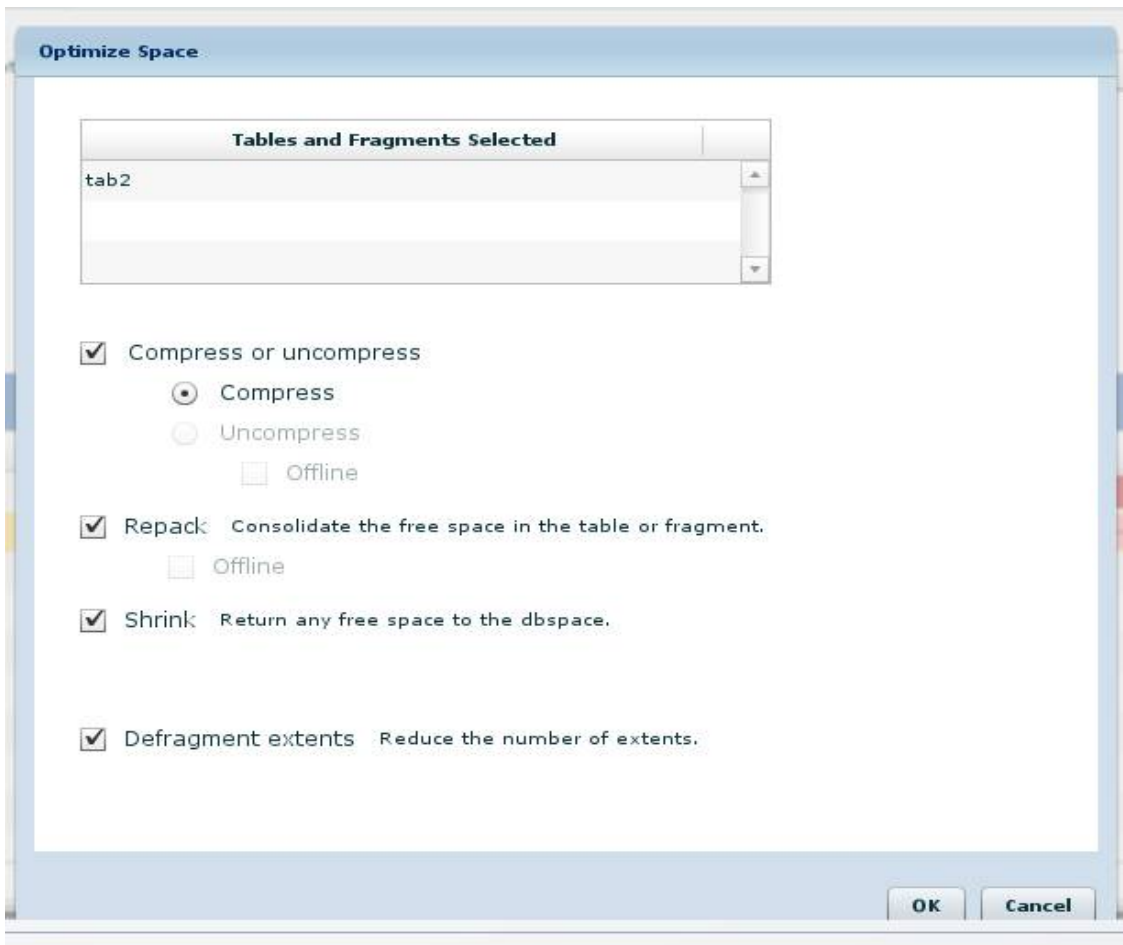 Optimize Space
Tables and Fragments Selected
tab2
Compress or uncompress
Compress
Uncompress
Offline
Repack Consolidate the free space in the table or fragment.
Offline
Shrink Return any free space to the dbspace.
Defragment extents Reduce the number of extents.
OK Cancel